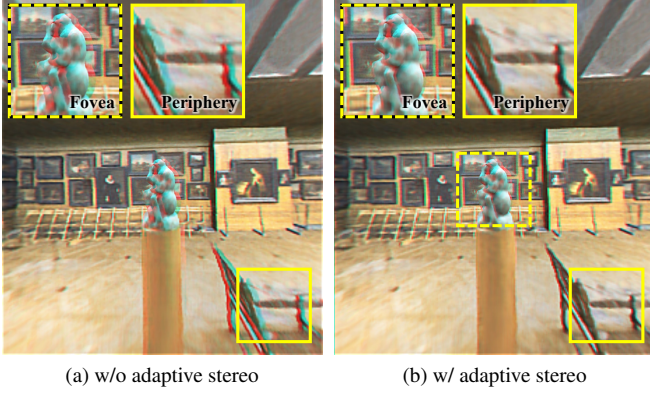 Fovea
Periphery
Fovea
Periphery
(a) w/o adaptive stereo
(b) w/ adaptive stereo